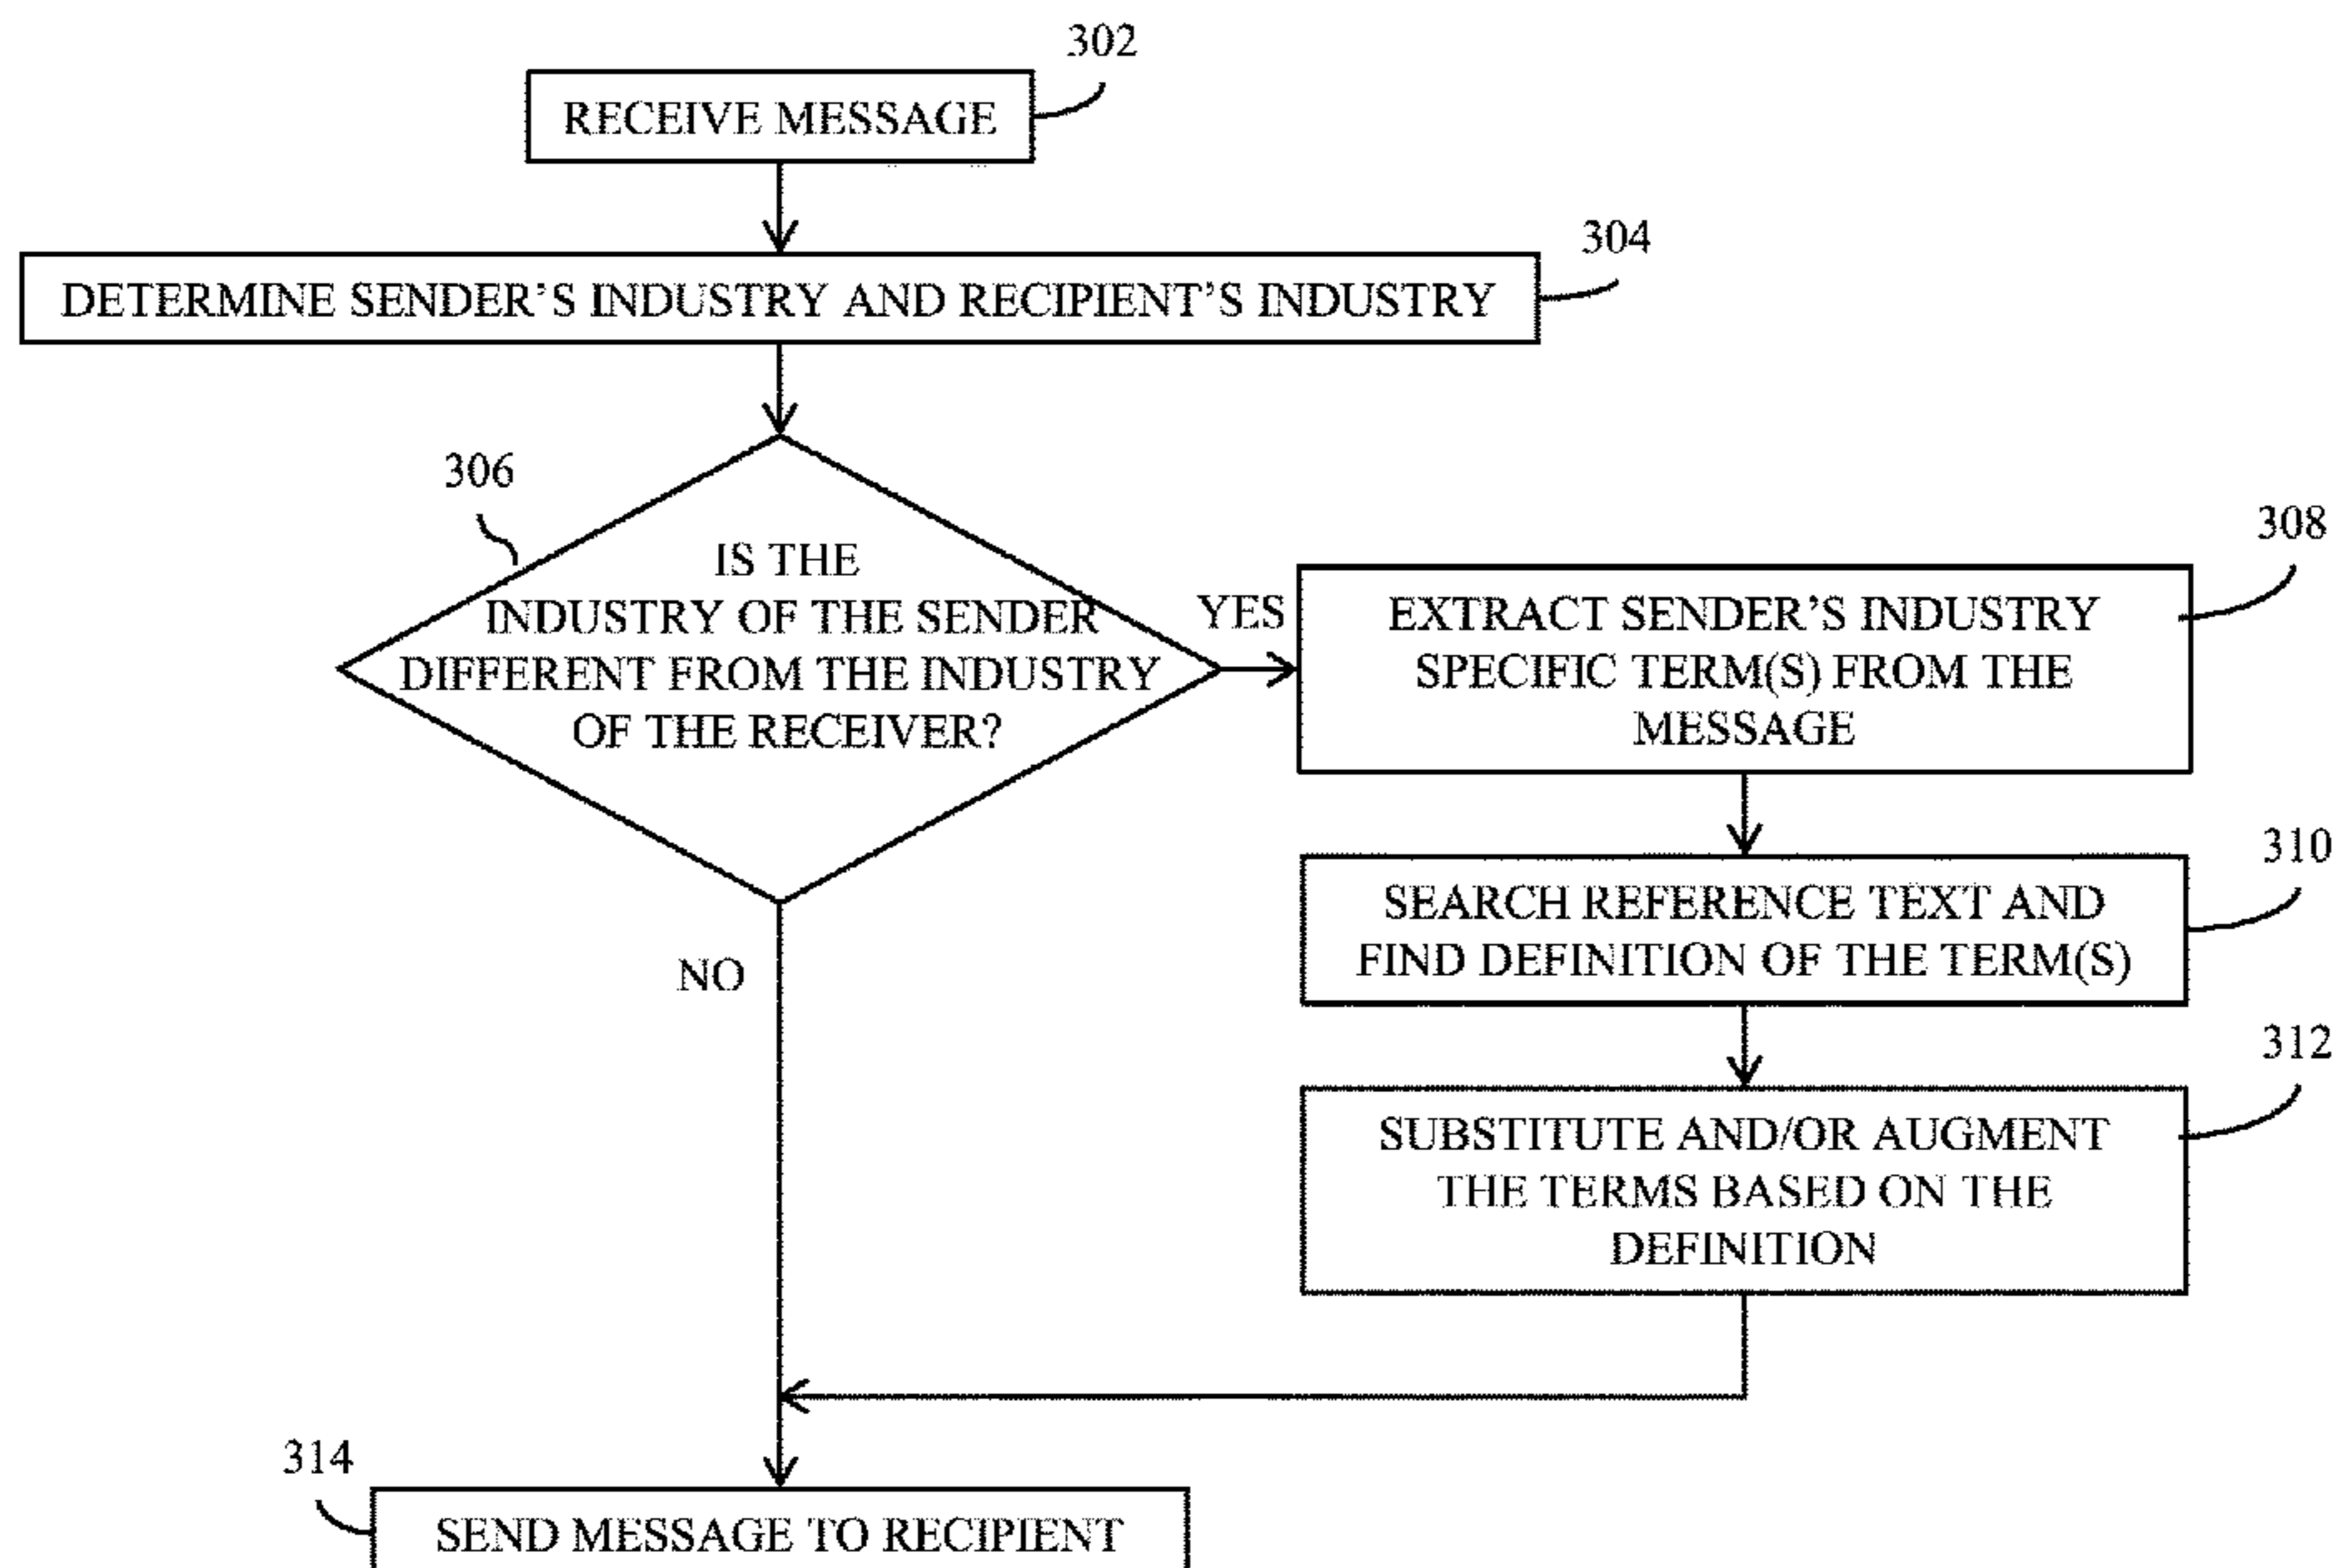 302
RECEIVE MESSAGE
304
DETERMINE SENDER'S INDUSTRY AND RECIPIENT'S INDUSTRY
306
IS THE
INDUSTRY OF THE SENDER
DIFFERENT FROM THE INDUSTRY
OF THE RECEIVER?
YES
308
EXTRACT SENDER'S INDUSTRY
SPECIFIC TERM(S) FROM THE
MESSAGE
310
SEARCH REFERENCE TEXT AND
FIND DEFINITION OF THE TERM(S)
NO
312
SUBSTITUTE AND/OR AUGMENT
THE TERMS BASED ON THE
DEFINITION
314
SEND MESSAGE TO RECIPIENT